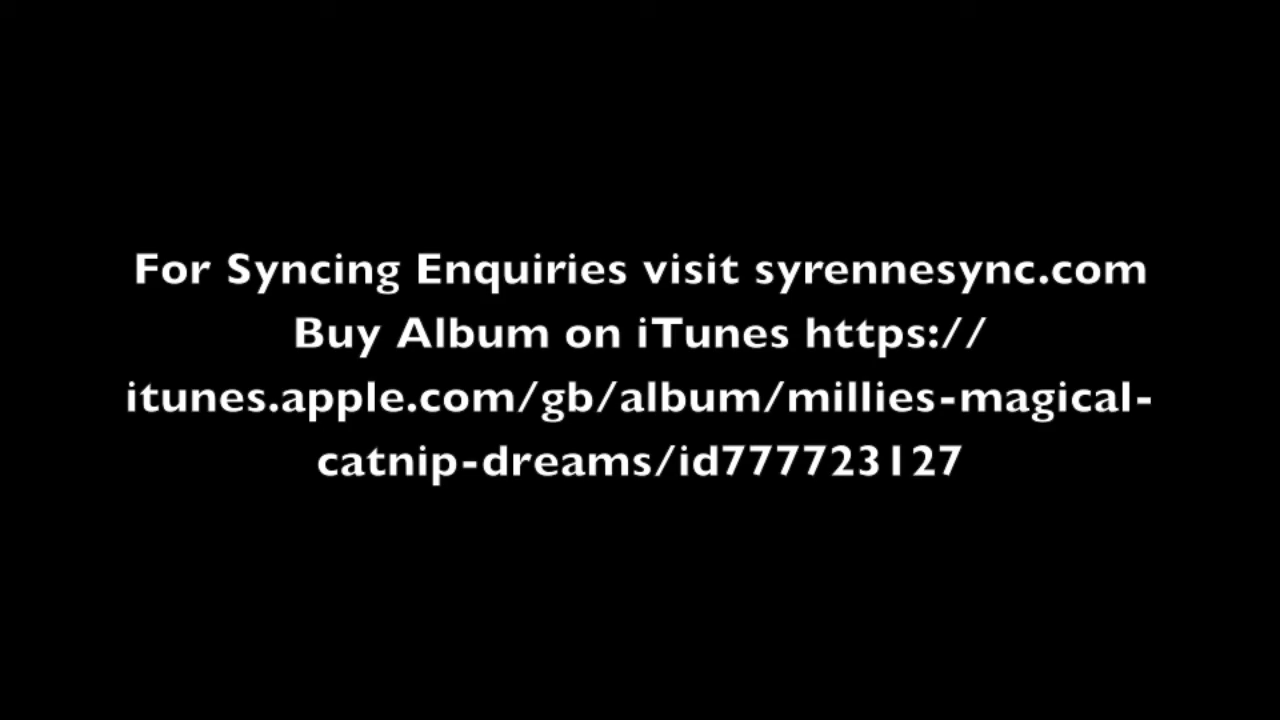 For Syncing Enquiries visit syrennesync.com
Buy Album on iTunes https://
itunes.apple.com/gb/album/millies-magical-
catnip-dreams/id777723127